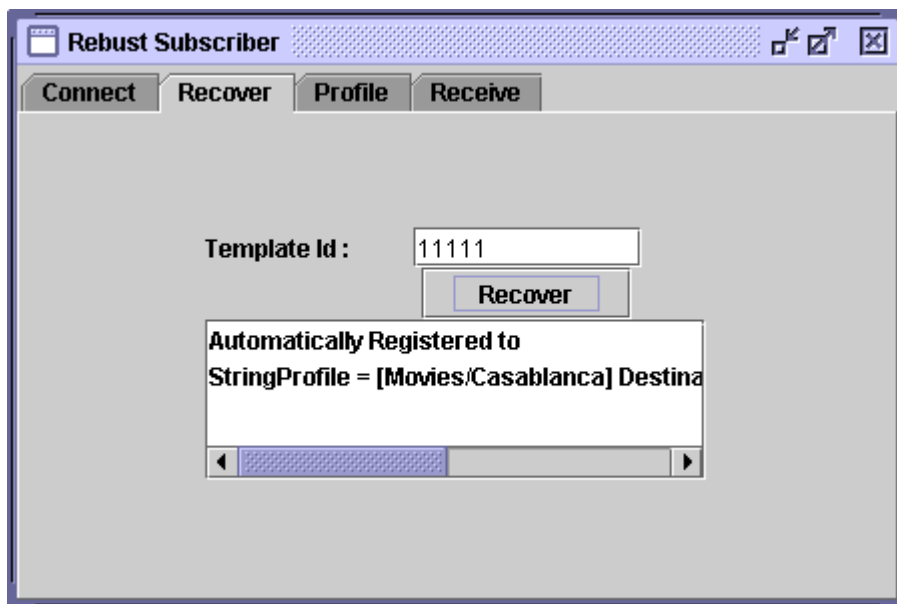 Rebust Subscriber
Connect Recover Profile Receive
Template Id : 11111
Recover
Automatically Registered to
StringProfile = [Movies/Casablanca] Destina